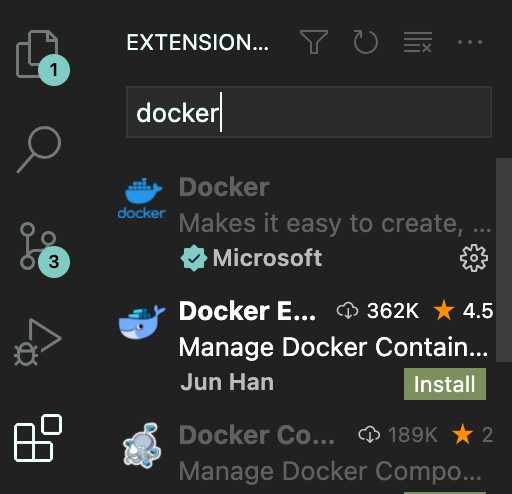 EXTENSION...
1
docker
Docker
docker
Makes it easy to create, ...
3
Microsoft
Docker E... 362K 4.5
Manage Docker Contain...
Jun Han Install
Docker Co... 189K 2
Manage Docker Compo...